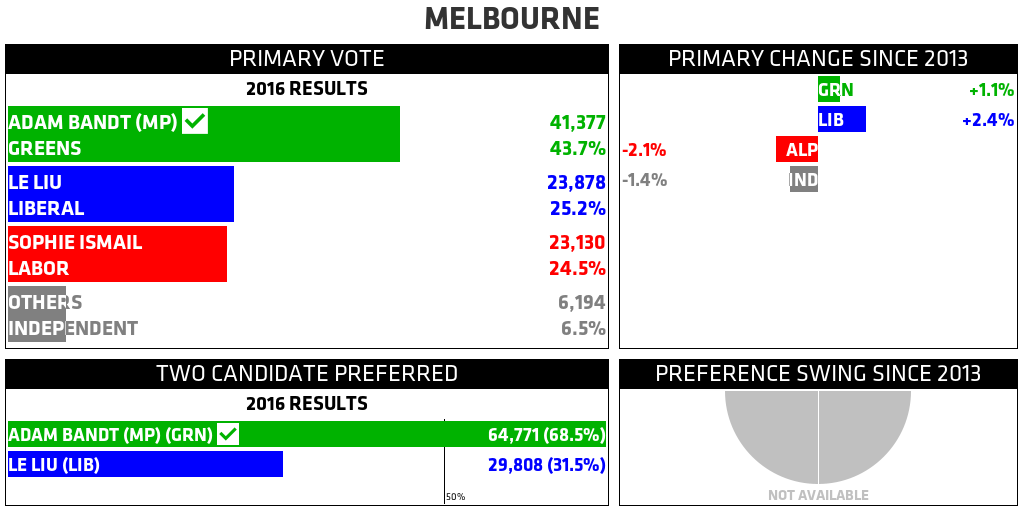 MELBOURNE
PRIMARY VOTE
2016 RESULTS
ADAM BANDT (MP) 41,377
GREENS 43.7%
LE LIU 23,878
LIBERAL 25.2%
SOPHIE ISMAIL 23,130
LABOR 24.5%
OTHERS 6,194
INDEPENDENT 6.5%
PRIMARY CHANGE SINCE 2013
GRN +1.1%
LIB +2.4%
-2.1% ALP
-1.4% IND
TWO CANDIDATE PREFERRED
2016 RESULTS
ADAM BANDT (MP) (GRN) 64,771 (68.5%)
LE LIU (LIB) 29,808 (31.5%)
50%
PREFERENCE SWING SINCE 2013
NOT AVAILABLE